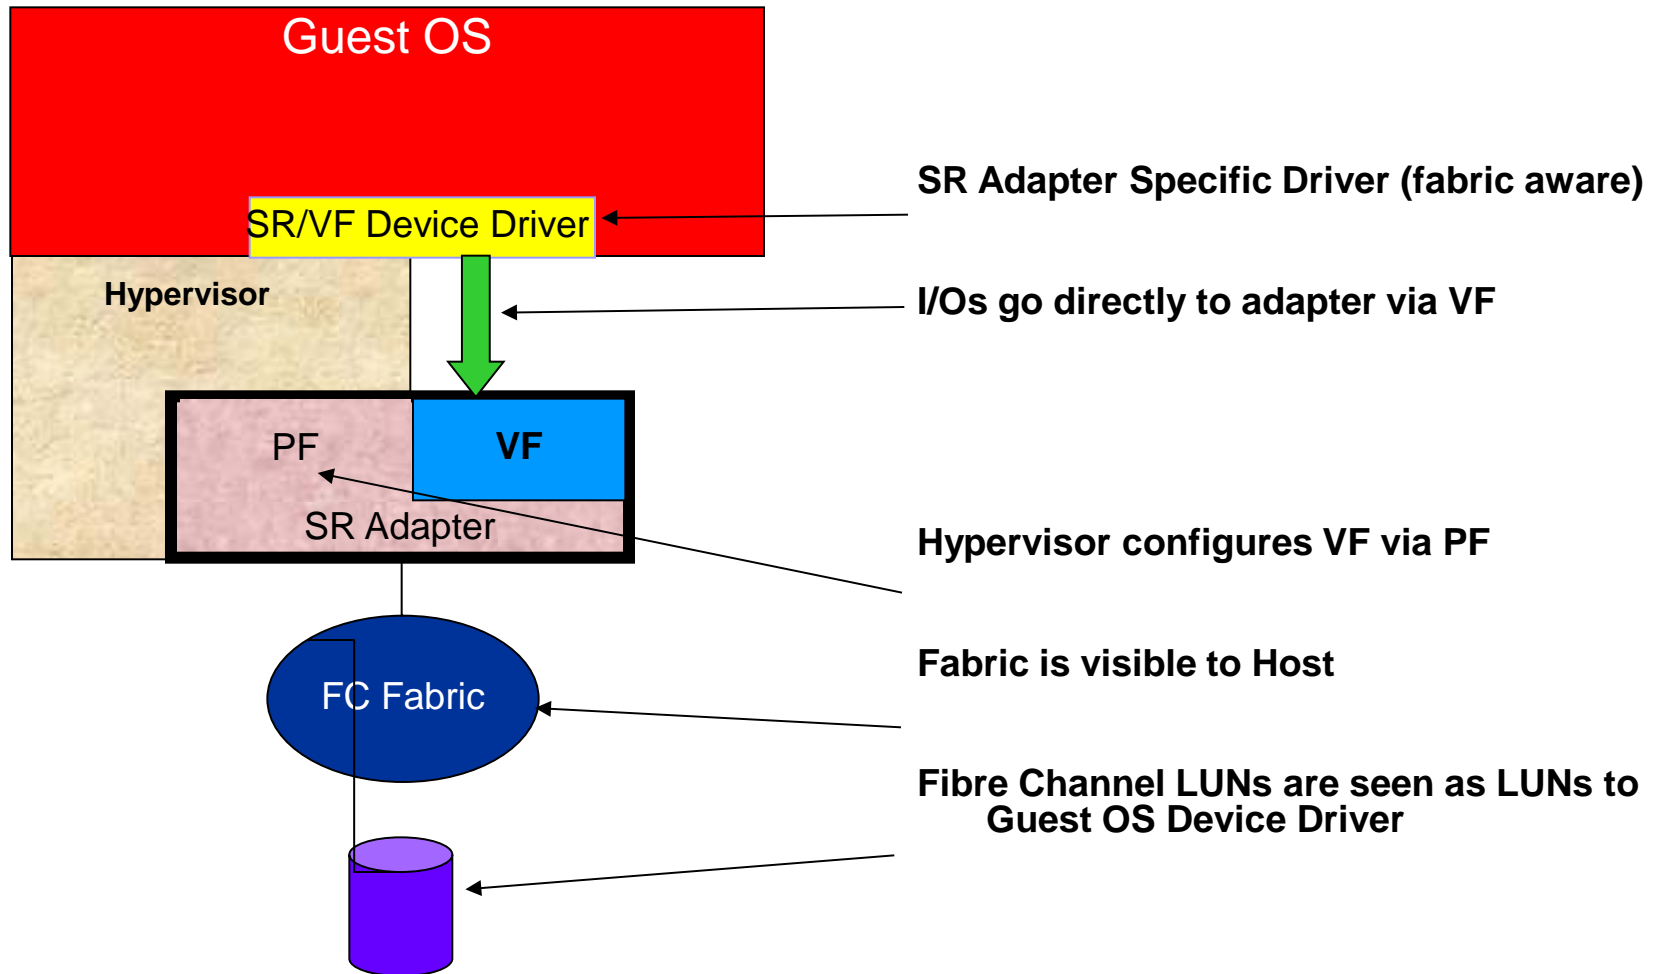 Guest OS
SR Adapter Specific Driver (fabric aware)
SR/VF Device Driver
Hypervisor
I/Os go directly to adapter via VF
PF
VF
SR Adapter
Hypervisor configures VF via PF
Fabric is visible to Host
FC Fabric
Fibre Channel LUNs are seen as LUNs to
Guest OS Device Driver